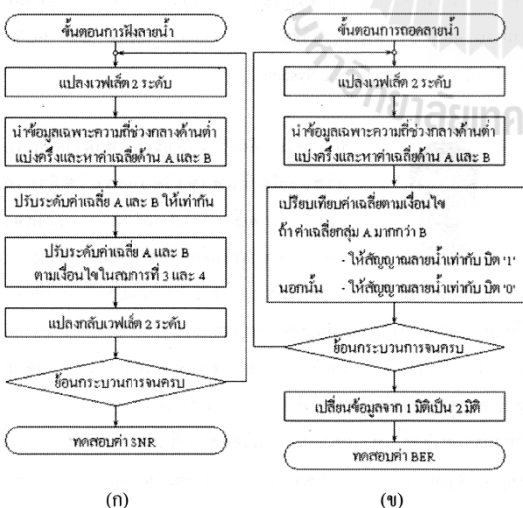 ขั้นตอนการฝังลายน้ำ
แปลงเวฟเล็ต 2 ระดับ
นำข้อมูลเฉพาะความถี่ช่วงกลางด้านต่ำ
แบ่งครึ่งและหาค่าเฉลี่ยด้าน A และ B
ปรับระดับค่าเฉลี่ย A และ B ให้เท่ากัน
ปรับระดับค่าเฉลี่ย A และ B
ตามเงื่อนไขในสมการที่ 3 และ 4
แปลงกลับเวฟเล็ต 2 ระดับ
ย้อนกระบวนการจนครบ
ทดสอบค่า SNR
(ก)
ขั้นตอนการถอดลายน้ำ
แปลงเวฟเล็ต 2 ระดับ
นำข้อมูลเฉพาะความถี่ช่วงกลางด้านต่ำ
แบ่งครึ่งและหาค่าเฉลี่ยด้าน A และ B
เปรียบเทียบค่าเฉลี่ยตามเงื่อนไข
ถ้า ค่าเฉลี่ยกลุ่ม A มากกว่า B
- ให้สัญญาณลายน้ำเท่ากับ บิต '1'
นอกนั้น - ให้สัญญาณลายน้ำเท่ากับ บิต '0'
ย้อนกระบวนการจนครบ
เปลี่ยนข้อมูลจาก 1 มิติเป็น 2 มิติ
ทดสอบค่า BER
(ข)